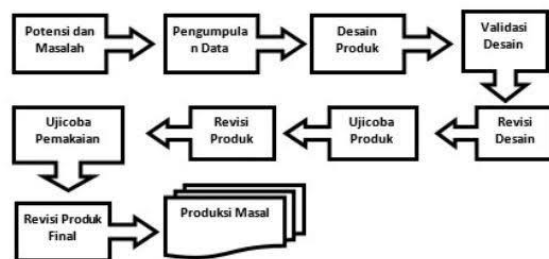 Potensi dan
Masalah
Pengumpula
n Data
Desain
Produk
Validasi
Desain
Revisi
Desain
Ujicoba
Produk
Revisi
Produk
Ujicoba
Pemakaian
Revisi Produk
Final
Produksi Masal